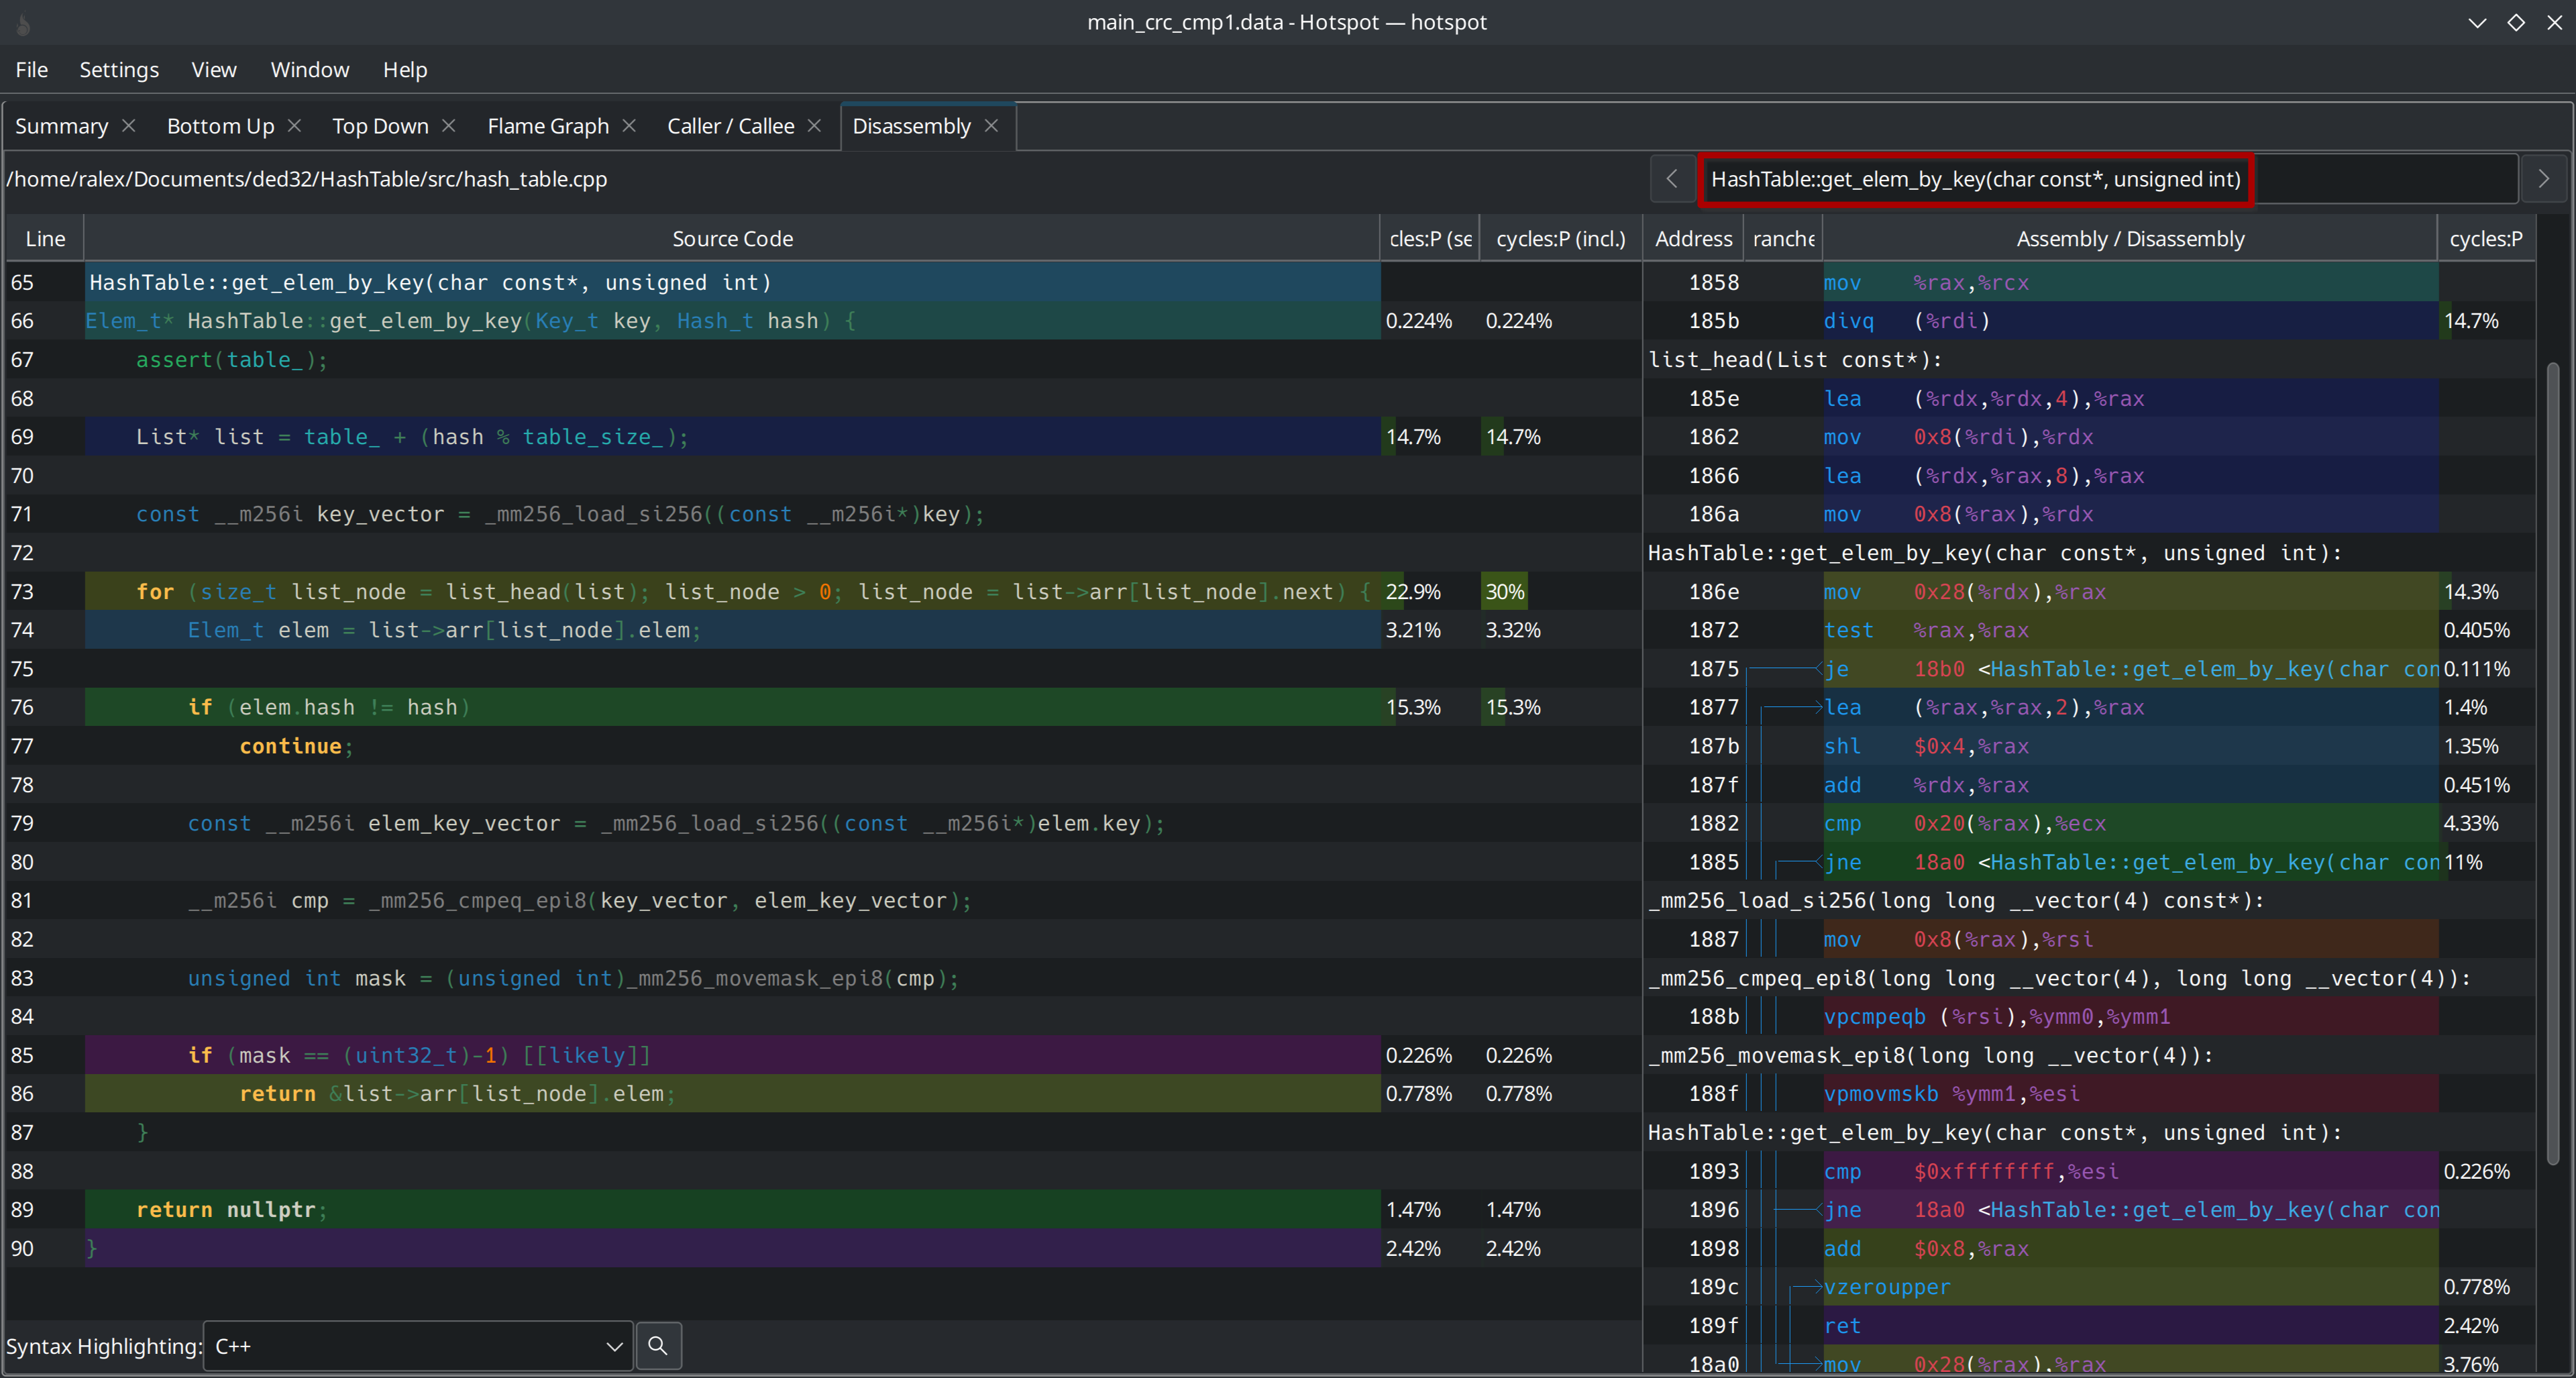 main_crc_cmp1.data - Hotspot — hotspot
File Settings View Window Help
Summary Bottom Up Top Down Flame Graph Caller / Callee Disassembly
/home/ralex/Documents/ded32/HashTable/src/hash_table.cpp
HashTable::get_elem_by_key(char const*, unsigned int)
Line Source Code cles:P (se cycles:P (incl.)
65 HashTable::get_elem_by_key(char const*, unsigned int)
66 Elem_t* HashTable::get_elem_by_key(Key_t key, Hash_t hash) { 0.224% 0.224%
67 assert(table_);
68
69 List* list = table_ + (hash % table_size_); 14.7% 14.7%
70
71 const __m256i key_vector = _mm256_load_si256((const __m256i*)key);
72
73 for (size_t list_node = list_head(list); list_node > 0; list_node = list->arr[list_node].next) { 22.9% 30%
74 Elem_t elem = list->arr[list_node].elem; 3.21% 3.32%
75
76 if (elem.hash != hash) 15.3% 15.3%
77 continue;
78
79 const __m256i elem_key_vector = _mm256_load_si256((const __m256i*)elem.key);
80
81 __m256i cmp = _mm256_cmpeq_epi8(key_vector, elem_key_vector);
82
83 unsigned int mask = (unsigned int)_mm256_movemask_epi8(cmp);
84
85 if (mask == (uint32_t)-1) [[likely]] 0.226% 0.226%
86 return &list->arr[list_node].elem; 0.778% 0.778%
87 }
88
89 return nullptr; 1.47% 1.47%
90 } 2.42% 2.42%
Syntax Highlighting: C++
Address ranche Assembly / Disassembly cycles:P
1858 mov %rax,%rcx
185b divq (%rdi) 14.7%
list_head(List const*):
185e lea (%rdx,%rdx,4),%rax
1862 mov 0x8(%rdi),%rdx
1866 lea (%rdx,%rax,8),%rax
186a mov 0x8(%rax),%rdx
HashTable::get_elem_by_key(char const*, unsigned int):
186e mov 0x28(%rdx),%rax 14.3%
1872 test %rax,%rax 0.405%
1875 je 18b0 <HashTable::get_elem_by_key(char con 0.111%
1877 lea (%rax,%rax,2),%rax 1.4%
187b shl $0x4,%rax 1.35%
187f add %rdx,%rax 0.451%
1882 cmp 0x20(%rax),%ecx 4.33%
1885 jne 18a0 <HashTable::get_elem_by_key(char con 11%
_mm256_load_si256(long long __vector(4) const*):
1887 mov 0x8(%rax),%rsi
_mm256_cmpeq_epi8(long long __vector(4), long long __vector(4)):
188b vpcmpeqb (%rsi),%ymm0,%ymm1
_mm256_movemask_epi8(long long __vector(4)):
188f vpmovmskb %ymm1,%esi
HashTable::get_elem_by_key(char const*, unsigned int):
1893 cmp $0xffffffff,%esi 0.226%
1896 jne 18a0 <HashTable::get_elem_by_key(char con
1898 add $0x8,%rax
189c vzeroupper 0.778%
189f ret 2.42%
18a0 mov 0x28(%rax),%rax 3.76%